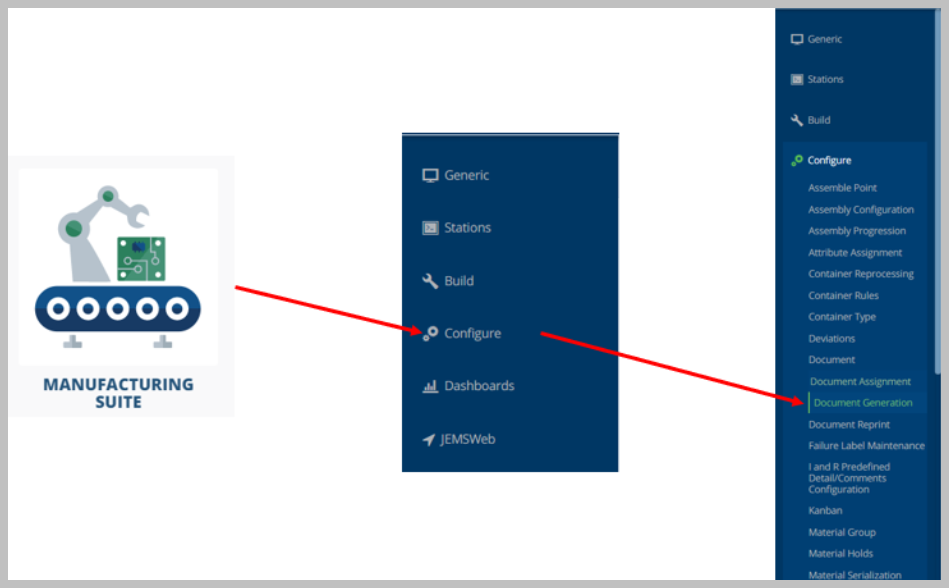 MANUFACTURING
SUITE
Generic
Stations
Build
Configure
Dashboards
JEMSWeb
Generic
Stations
Build
Configure
Assemble Point
Assembly Configuration
Assembly Progression
Attribute Assignment
Container Reprocessing
Container Rules
Container Type
Deviations
Document
Document Assignment
Document Generation
Document Reprint
Failure Label Maintenance
I and R Predefined
Detail/Comments
Configuration
Kanban
Material Group
Material Holds
Material Serialization